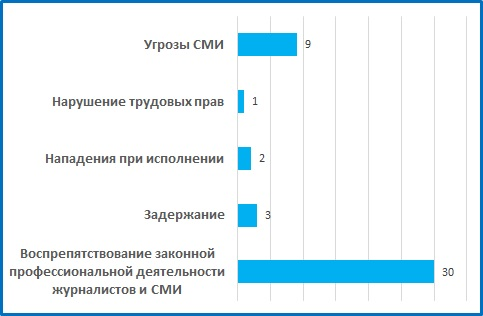 Угрозы СМИ 9
Нарушение трудовых прав 1
Нападения при исполнении 2
Задержание 3
Воспрепятствование законной
профессиональной деятельности 30
журналистов и СМИ